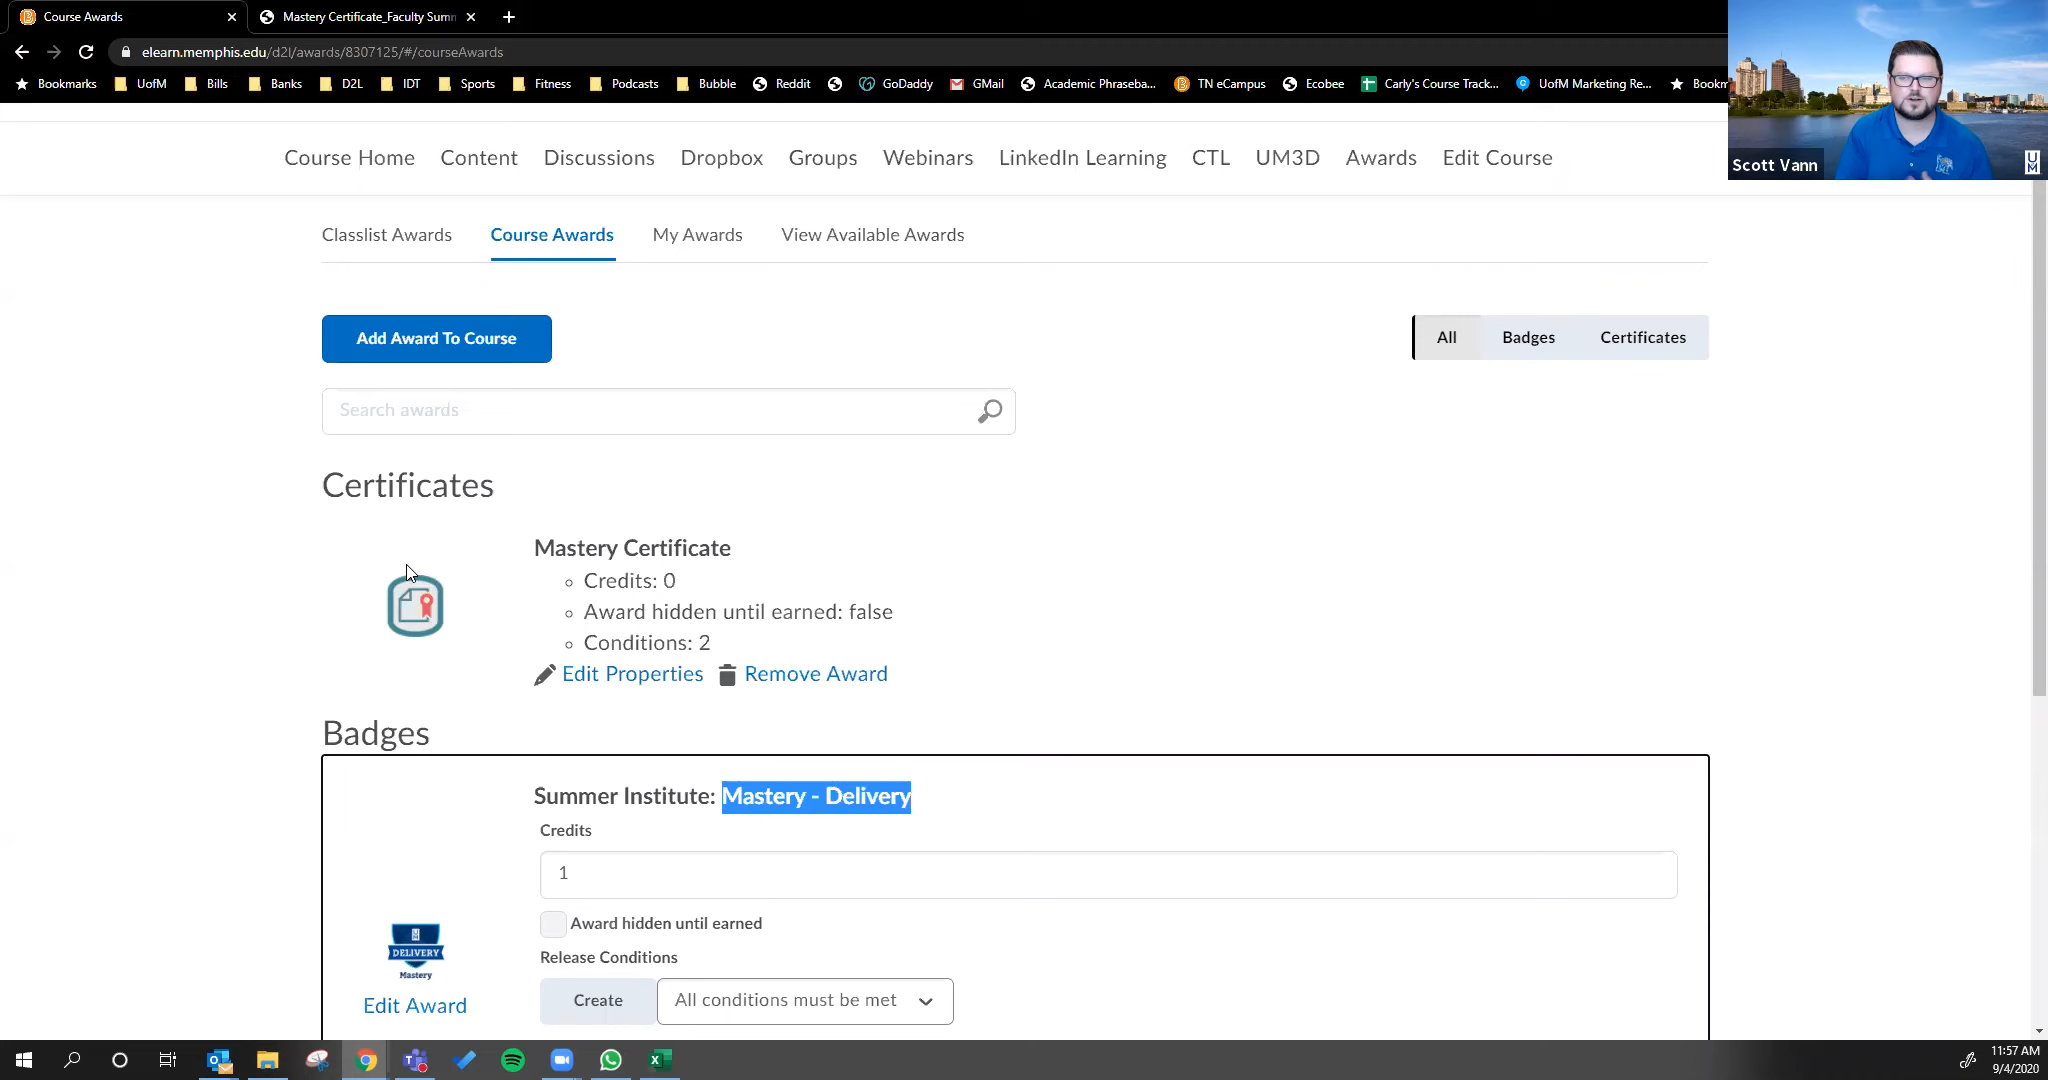 Course Awards
Mastery Certificate_Faculty Sum
elearn.memphis.edu/d2l/awards/8307125/#/courseAwards
Bookmarks UofM Bills Banks D2L IDT Sports Fitness Podcasts Bubble Reddit GoDaddy GMail Academic Phraseba... TN eCampus Ecobee Carly's Course Track... UofM Marketing Re... Bookm
Scott Vann
Course Home Content Discussions Dropbox Groups Webinars LinkedIn Learning CTL UM3D Awards Edit Course
Classlist Awards Course Awards My Awards View Available Awards
Add Award To Course
All Badges Certificates
Search awards
Certificates
Mastery Certificate
Credits: 0
Award hidden until earned: false
Conditions: 2
Edit Properties Remove Award
Badges
Summer Institute: Mastery - Delivery
Credits
1
Award hidden until earned
DELIVERY
Mastery
Release Conditions
Create All conditions must be met
Edit Award
11:57 AM
9/4/2020